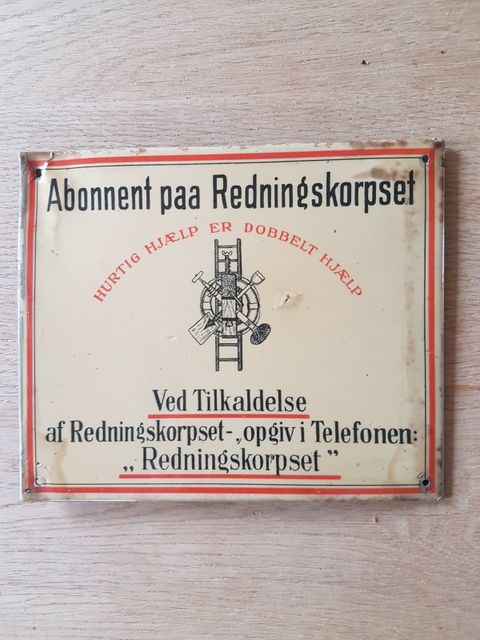 Abonnent paa Redningskorpset
HURTIG HJÆLP ER DOBBELT HJÆLP
Ved Tilkaldelse
af Redningskorpset-„opgiv i Telefonen:
„Redningskorpset”